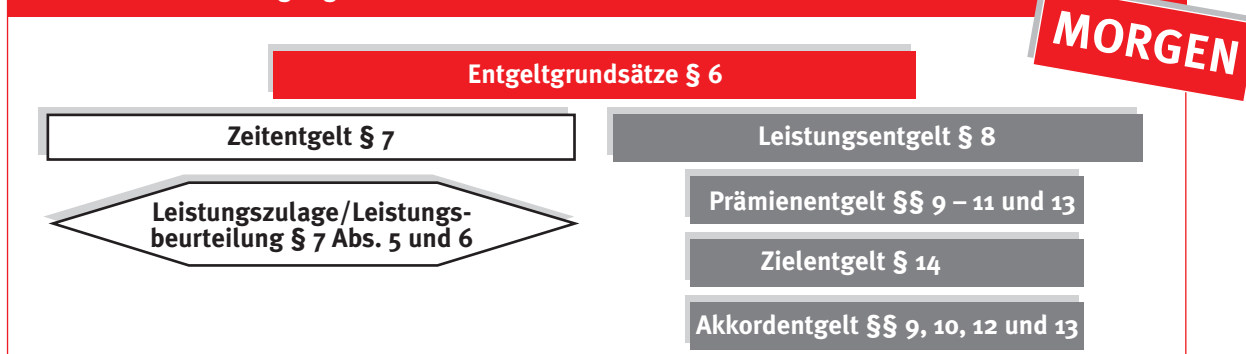 MORGEN
Entgeltgrundsätze § 6
Zeitentgelt § 7
Leistungszulage/Leistungs-
beurteilung § 7 Abs. 5 und 6
Leistungsentgelt § 8
Prämienentgelt §§ 9 – 11 und 13
Zielentgelt § 14
Akkordentgelt §§ 9, 10, 12 und 13